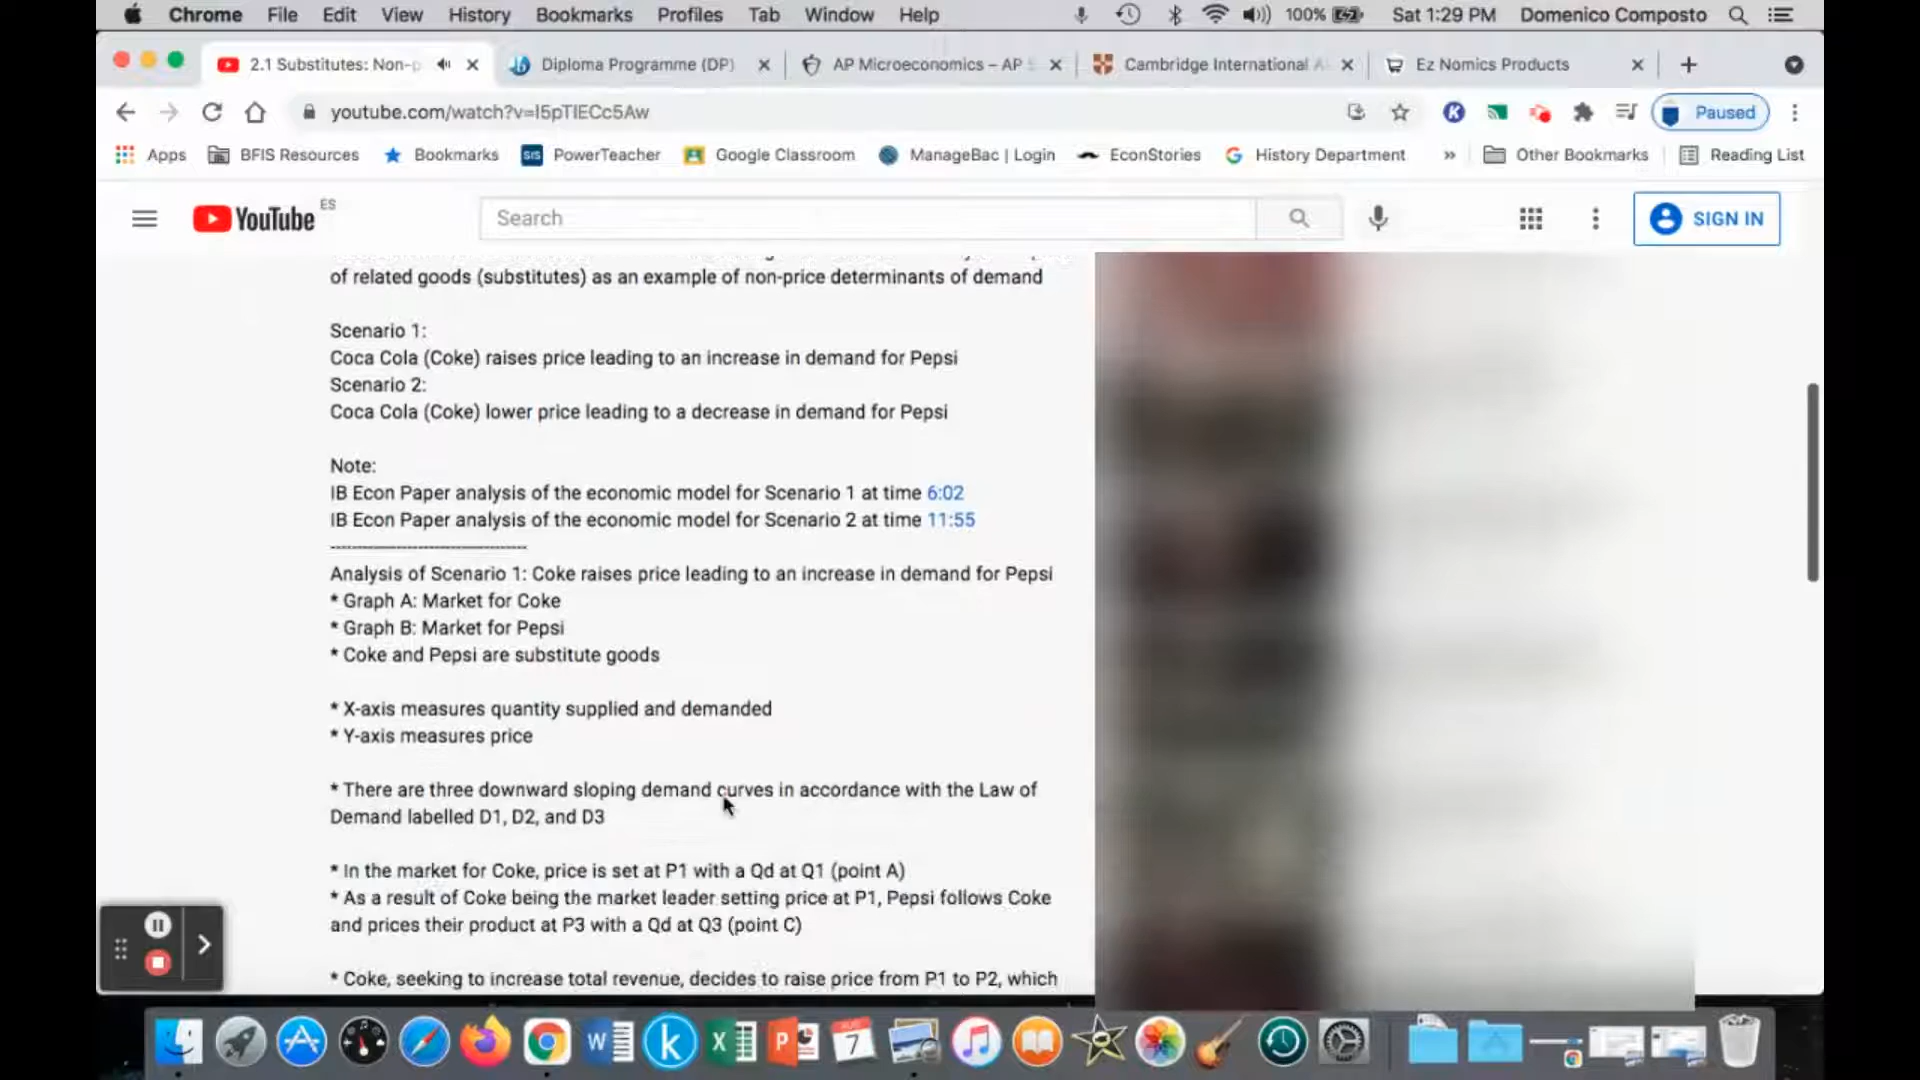 Chrome File Edit View History Bookmarks Profiles Tab Window Help 100% Sat 1:29 PM Domenico Composto
2.1 Substitutes: Non-p Diploma Programme (DP) AP Microeconomics – AP Cambridge International A Ez Nomics Products
youtube.com/watch?v=I5pTlECc5Aw Paused
Apps BFIS Resources Bookmarks SIS PowerTeacher Google Classroom ManageBac | Login EconStories History Department » Other Bookmarks Reading List
YouTube ES Search SIGN IN
of related goods (substitutes) as an example of non-price determinants of demand
Scenario 1:
Coca Cola (Coke) raises price leading to an increase in demand for Pepsi
Scenario 2:
Coca Cola (Coke) lower price leading to a decrease in demand for Pepsi
Note:
IB Econ Paper analysis of the economic model for Scenario 1 at time 6:02
IB Econ Paper analysis of the economic model for Scenario 2 at time 11:55
--------------------------------
Analysis of Scenario 1: Coke raises price leading to an increase in demand for Pepsi
* Graph A: Market for Coke
* Graph B: Market for Pepsi
* Coke and Pepsi are substitute goods
* X-axis measures quantity supplied and demanded
* Y-axis measures price
* There are three downward sloping demand curves in accordance with the Law of
Demand labelled D1, D2, and D3
* In the market for Coke, price is set at P1 with a Qd at Q1 (point A)
* As a result of Coke being the market leader setting price at P1, Pepsi follows Coke
and prices their product at P3 with a Qd at Q3 (point C)
* Coke, seeking to increase total revenue, decides to raise price from P1 to P2, which